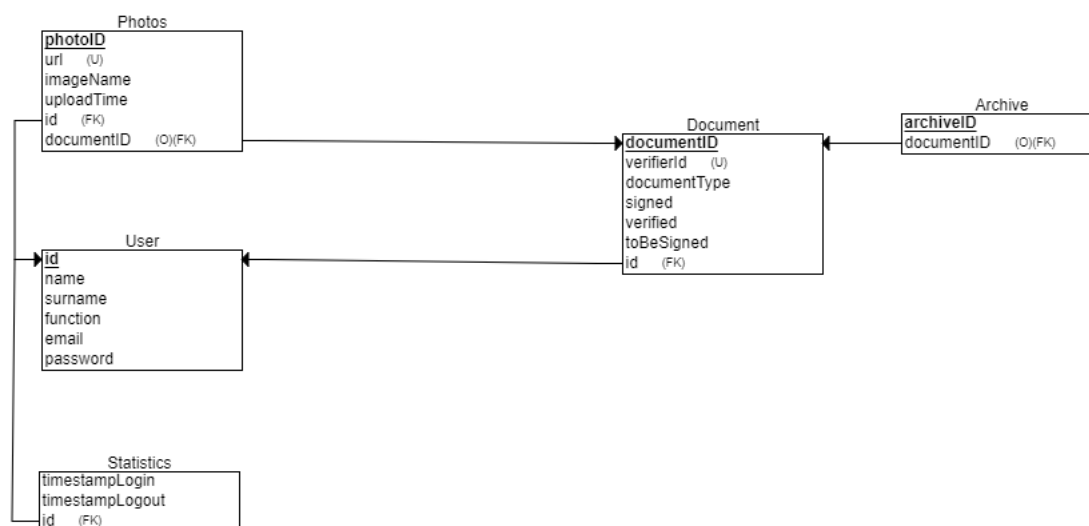 Photos
photoID
url (U)
imageName
uploadTime
id (FK)
documentID (O)(FK)
Document
documentID
verifierId (U)
documentType
signed
verified
toBeSigned
id (FK)
Archive
archiveID
documentID (O)(FK)
User
id
name
surname
function
email
password
Statistics
timestampLogin
timestampLogout
id (FK)